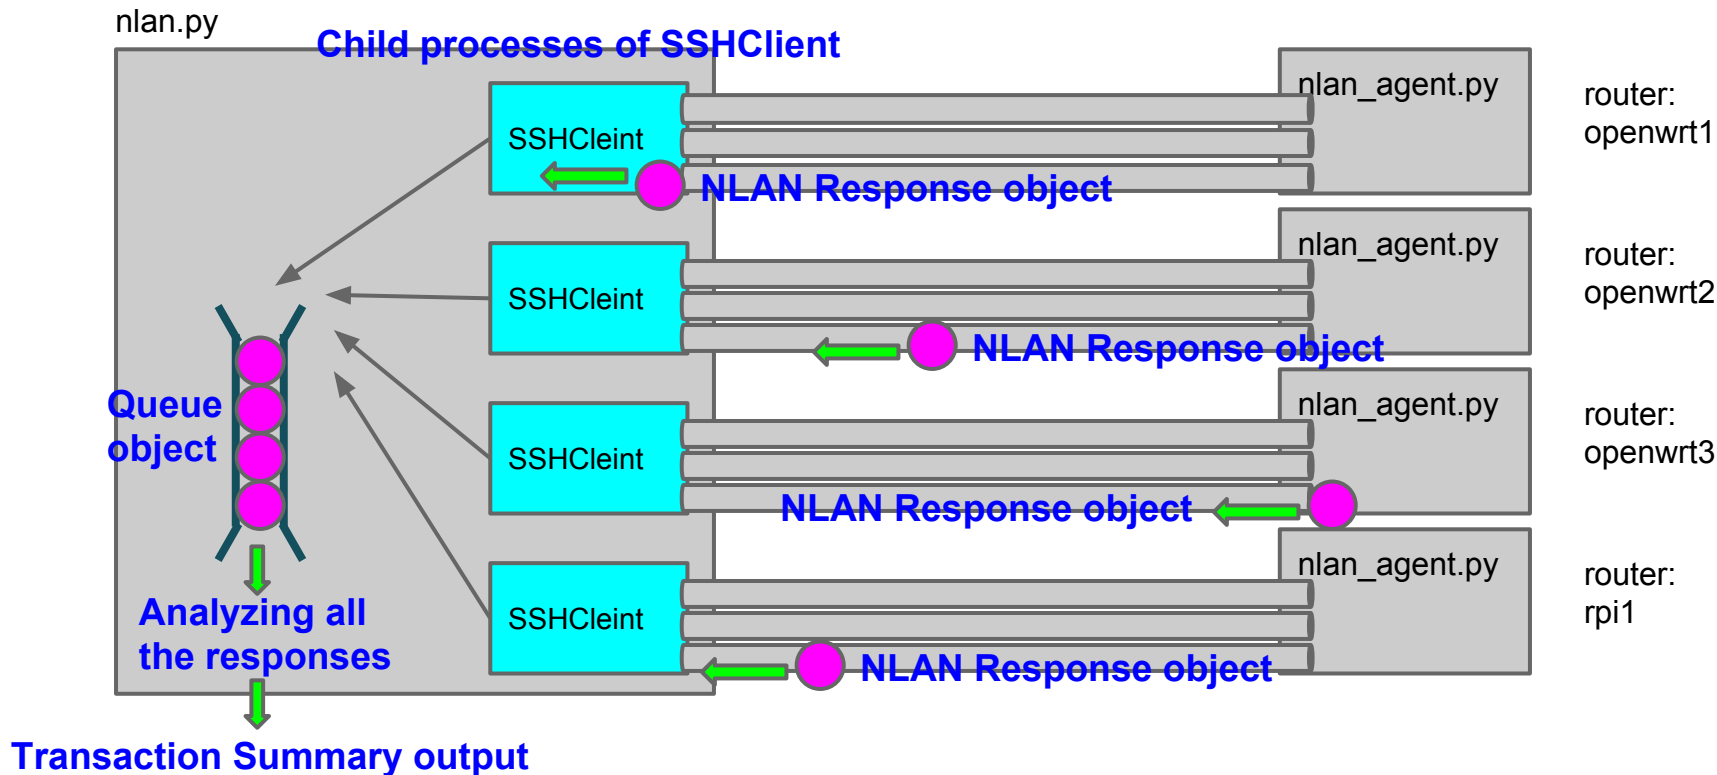 nlan.py
Child processes of SSHClient
SSHCleint
nlan_agent.py
router:
openwrt1
NLAN Response object
SSHCleint
nlan_agent.py
router:
openwrt2
NLAN Response object
Queue
object
SSHCleint
nlan_agent.py
router:
openwrt3
NLAN Response object
SSHCleint
nlan_agent.py
router:
rpi1
NLAN Response object
Analyzing all
the responses
Transaction Summary output